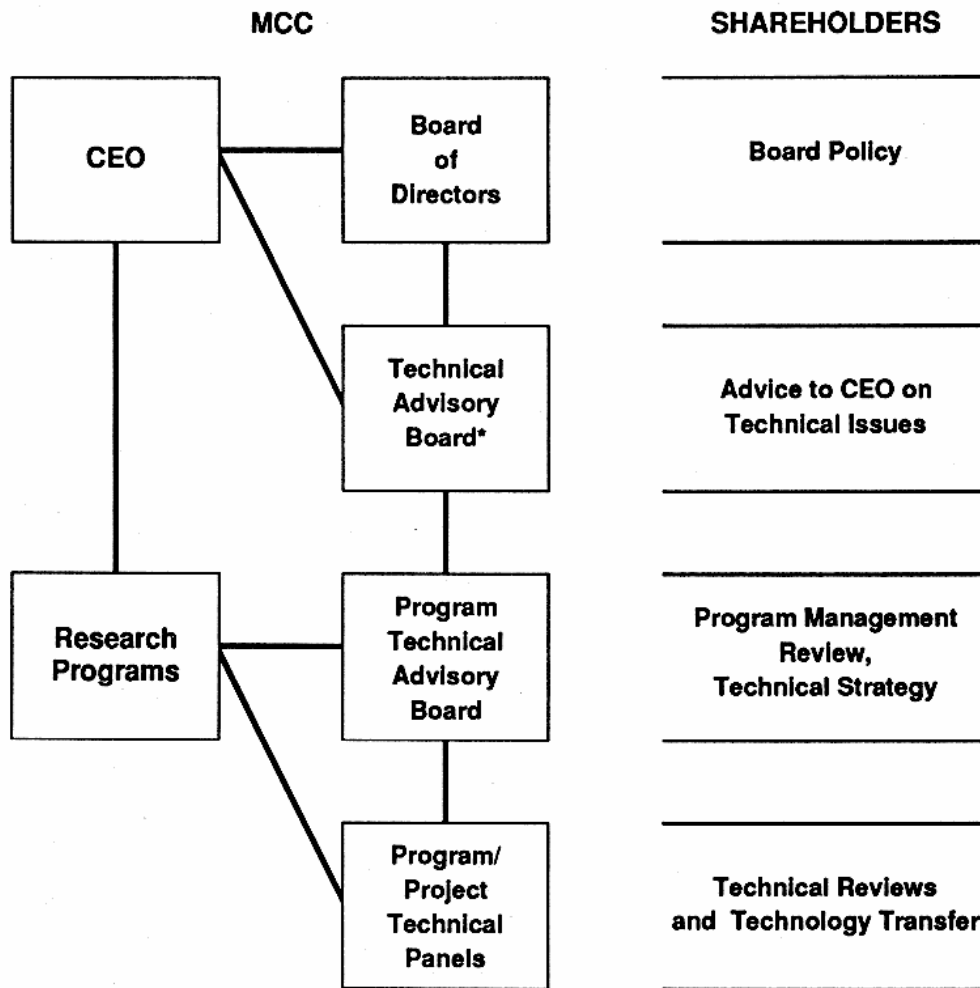 MCC
SHAREHOLDERS
CEO
Board
of
Directors
Board Policy
Technical
Advisory
Board*
Advice to CEO on
Technical Issues
Research
Programs
Program
Technical
Advisory
Board
Program Management
Review,
Technical Strategy
Program/
Project
Technical
Panels
Technical Reviews
and Technology Transfer